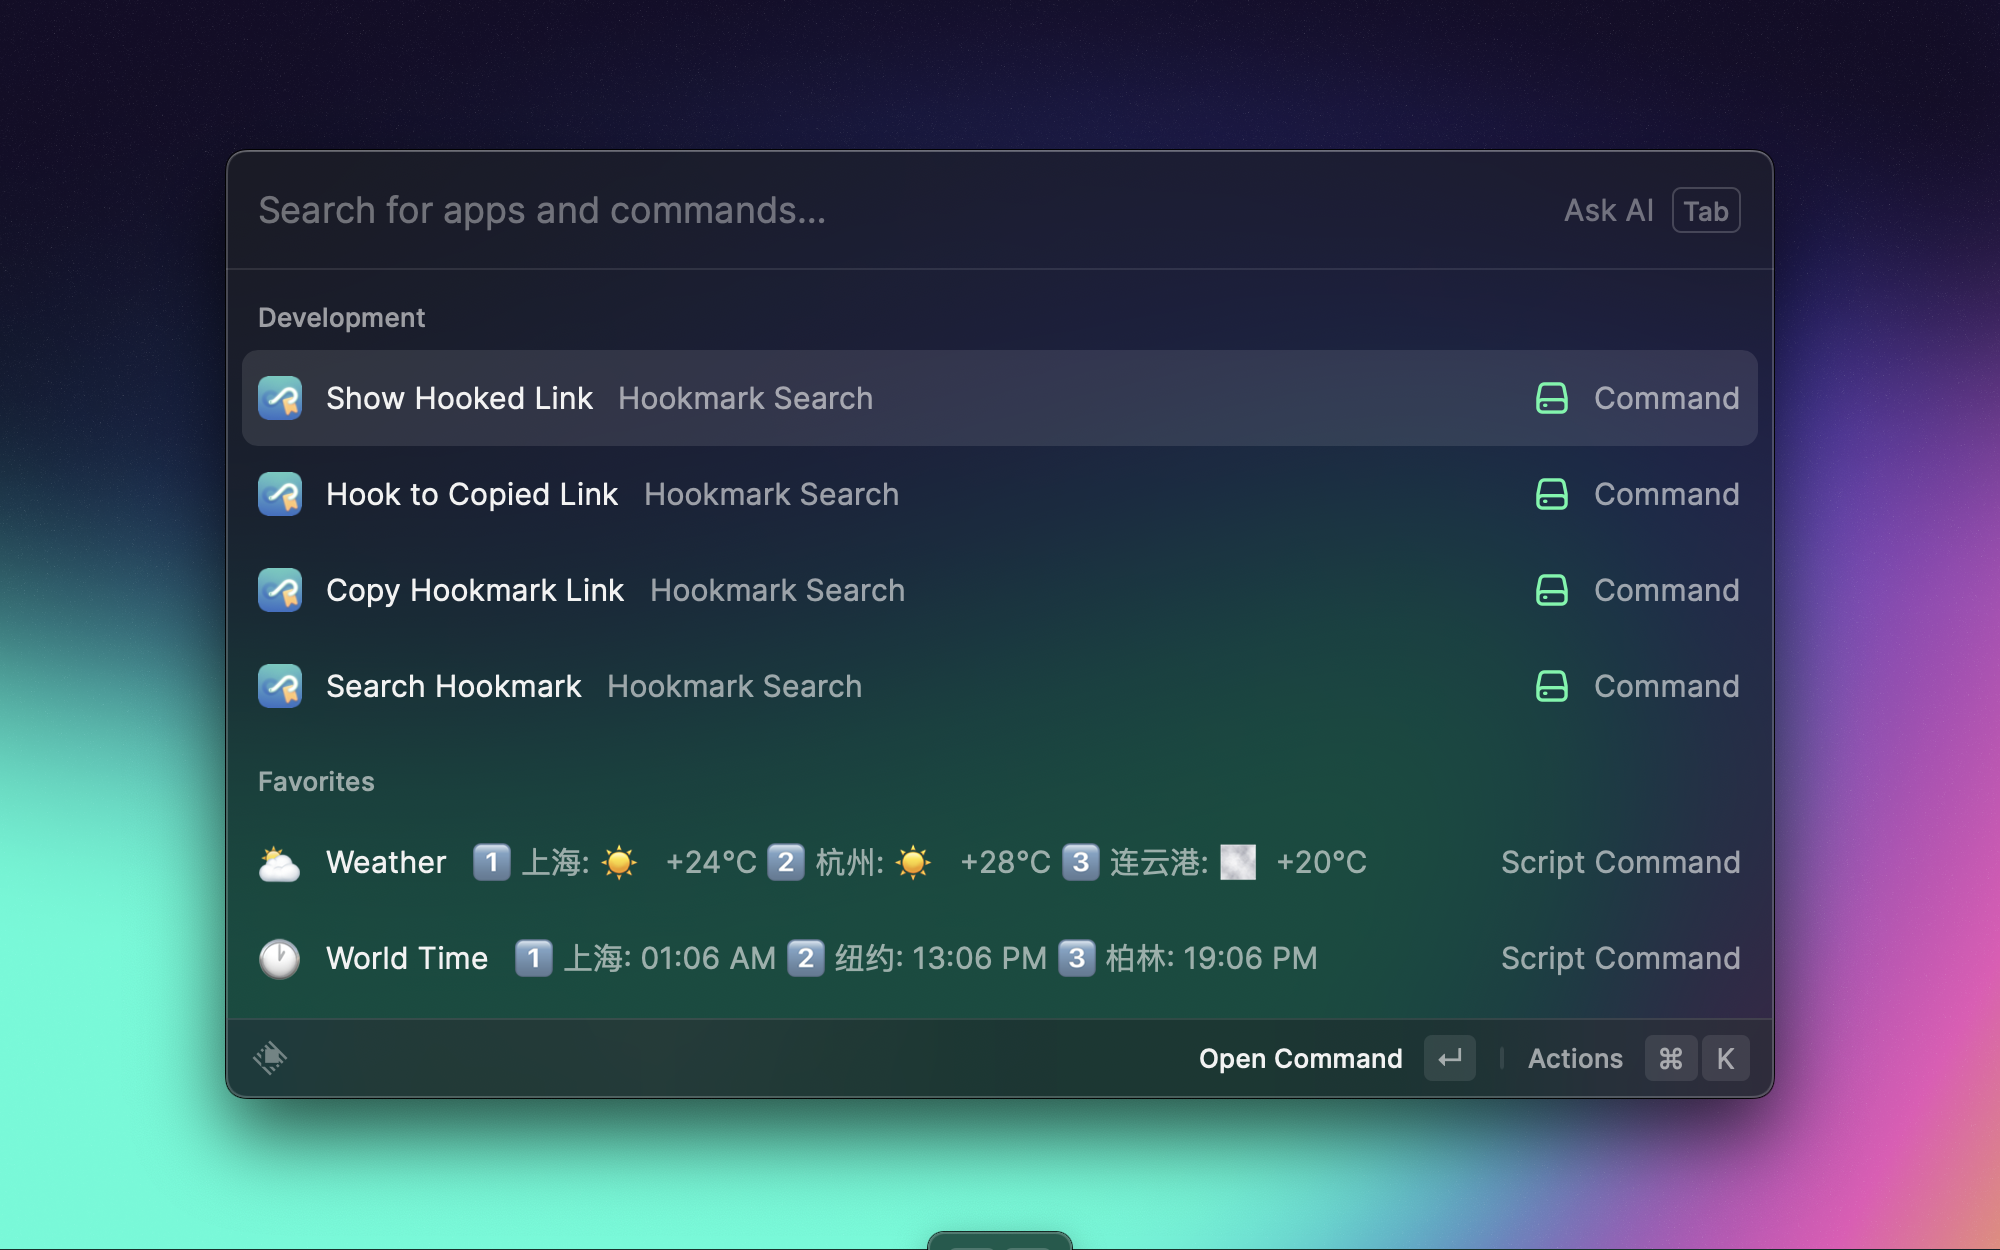 Search for apps and commands...
Ask AI Tab
Development
Show Hooked Link Hookmark Search Command
Hook to Copied Link Hookmark Search Command
Copy Hookmark Link Hookmark Search Command
Search Hookmark Hookmark Search Command
Favorites
Weather 1️⃣ 上海: ☀️ +24°C 2️⃣ 杭州: ☀️ +28°C 3️⃣ 连云港: 🌫 +20°C Script Command
World Time 1️⃣ 上海: 01:06 AM 2️⃣ 纽约: 13:06 PM 3️⃣ 柏林: 19:06 PM Script Command
Open Command ↵ | Actions ⌘ K